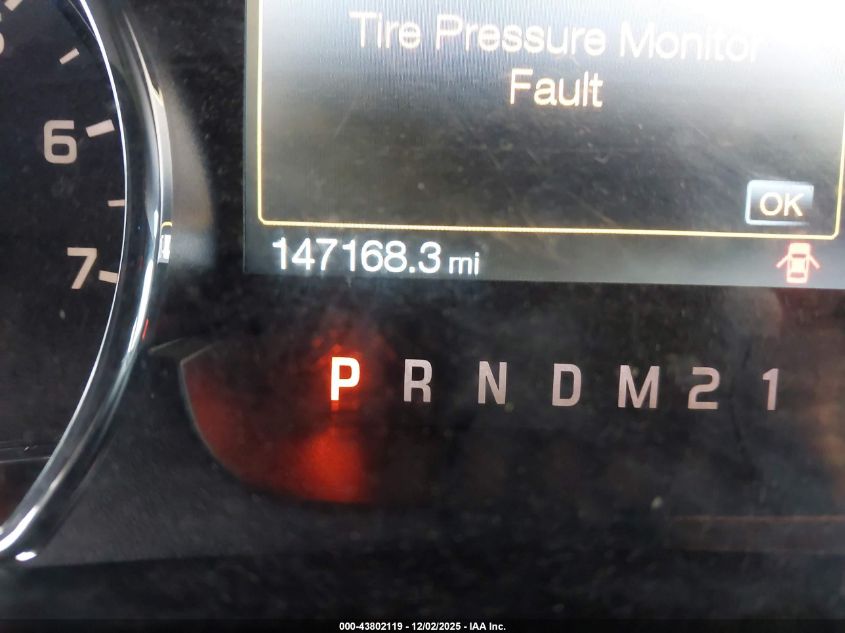 Tire Pressure Monitor
Fault
6
OK
147168.3 mi
7
P R N D M 2 1
000-43802119 - 12/02/2025 - IAA Inc.